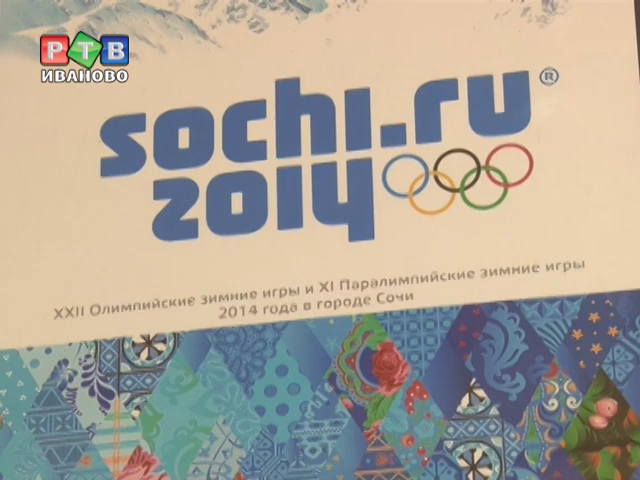 РТВ
ИВАНОВО
sochi.ru®
2014
XXII Олимпийские зимние игры и XI Паралимпийские зимние игры
2014 года в городе Сочи